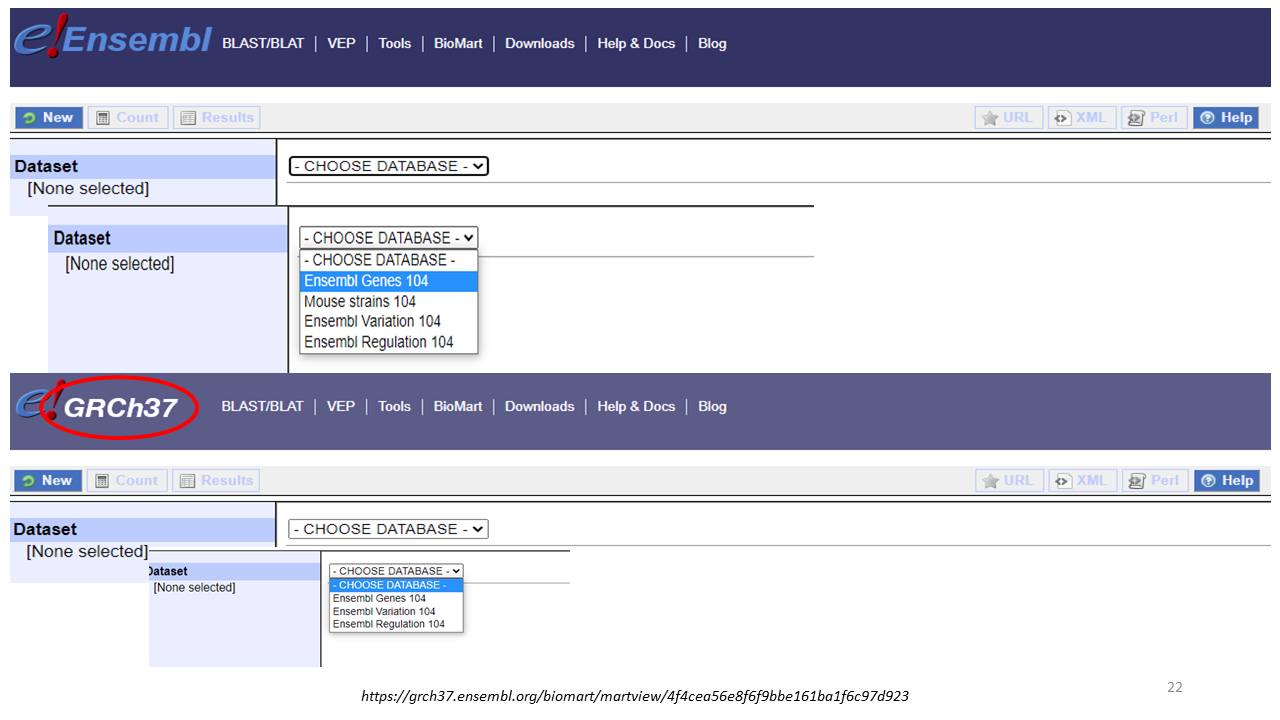 e!Ensembl BLAST/BLAT | VEP | Tools | BioMart | Downloads | Help & Docs | Blog
New Count Results URL XML Perl Help
Dataset - CHOOSE DATABASE -
[None selected]
Dataset - CHOOSE DATABASE -
[None selected] - CHOOSE DATABASE -
Ensembl Genes 104
Mouse strains 104
Ensembl Variation 104
Ensembl Regulation 104
e! GRCh37 BLAST/BLAT | VEP | Tools | BioMart | Downloads | Help & Docs | Blog
New Count Results URL XML Perl Help
Dataset - CHOOSE DATABASE -
[None selected]
Dataset - CHOOSE DATABASE -
[None selected] - CHOOSE DATABASE -
Ensembl Genes 104
Ensembl Variation 104
Ensembl Regulation 104
https://grch37.ensembl.org/biomart/martview/4f4cea56e8f6f9bbe161ba1f6c97d923
22